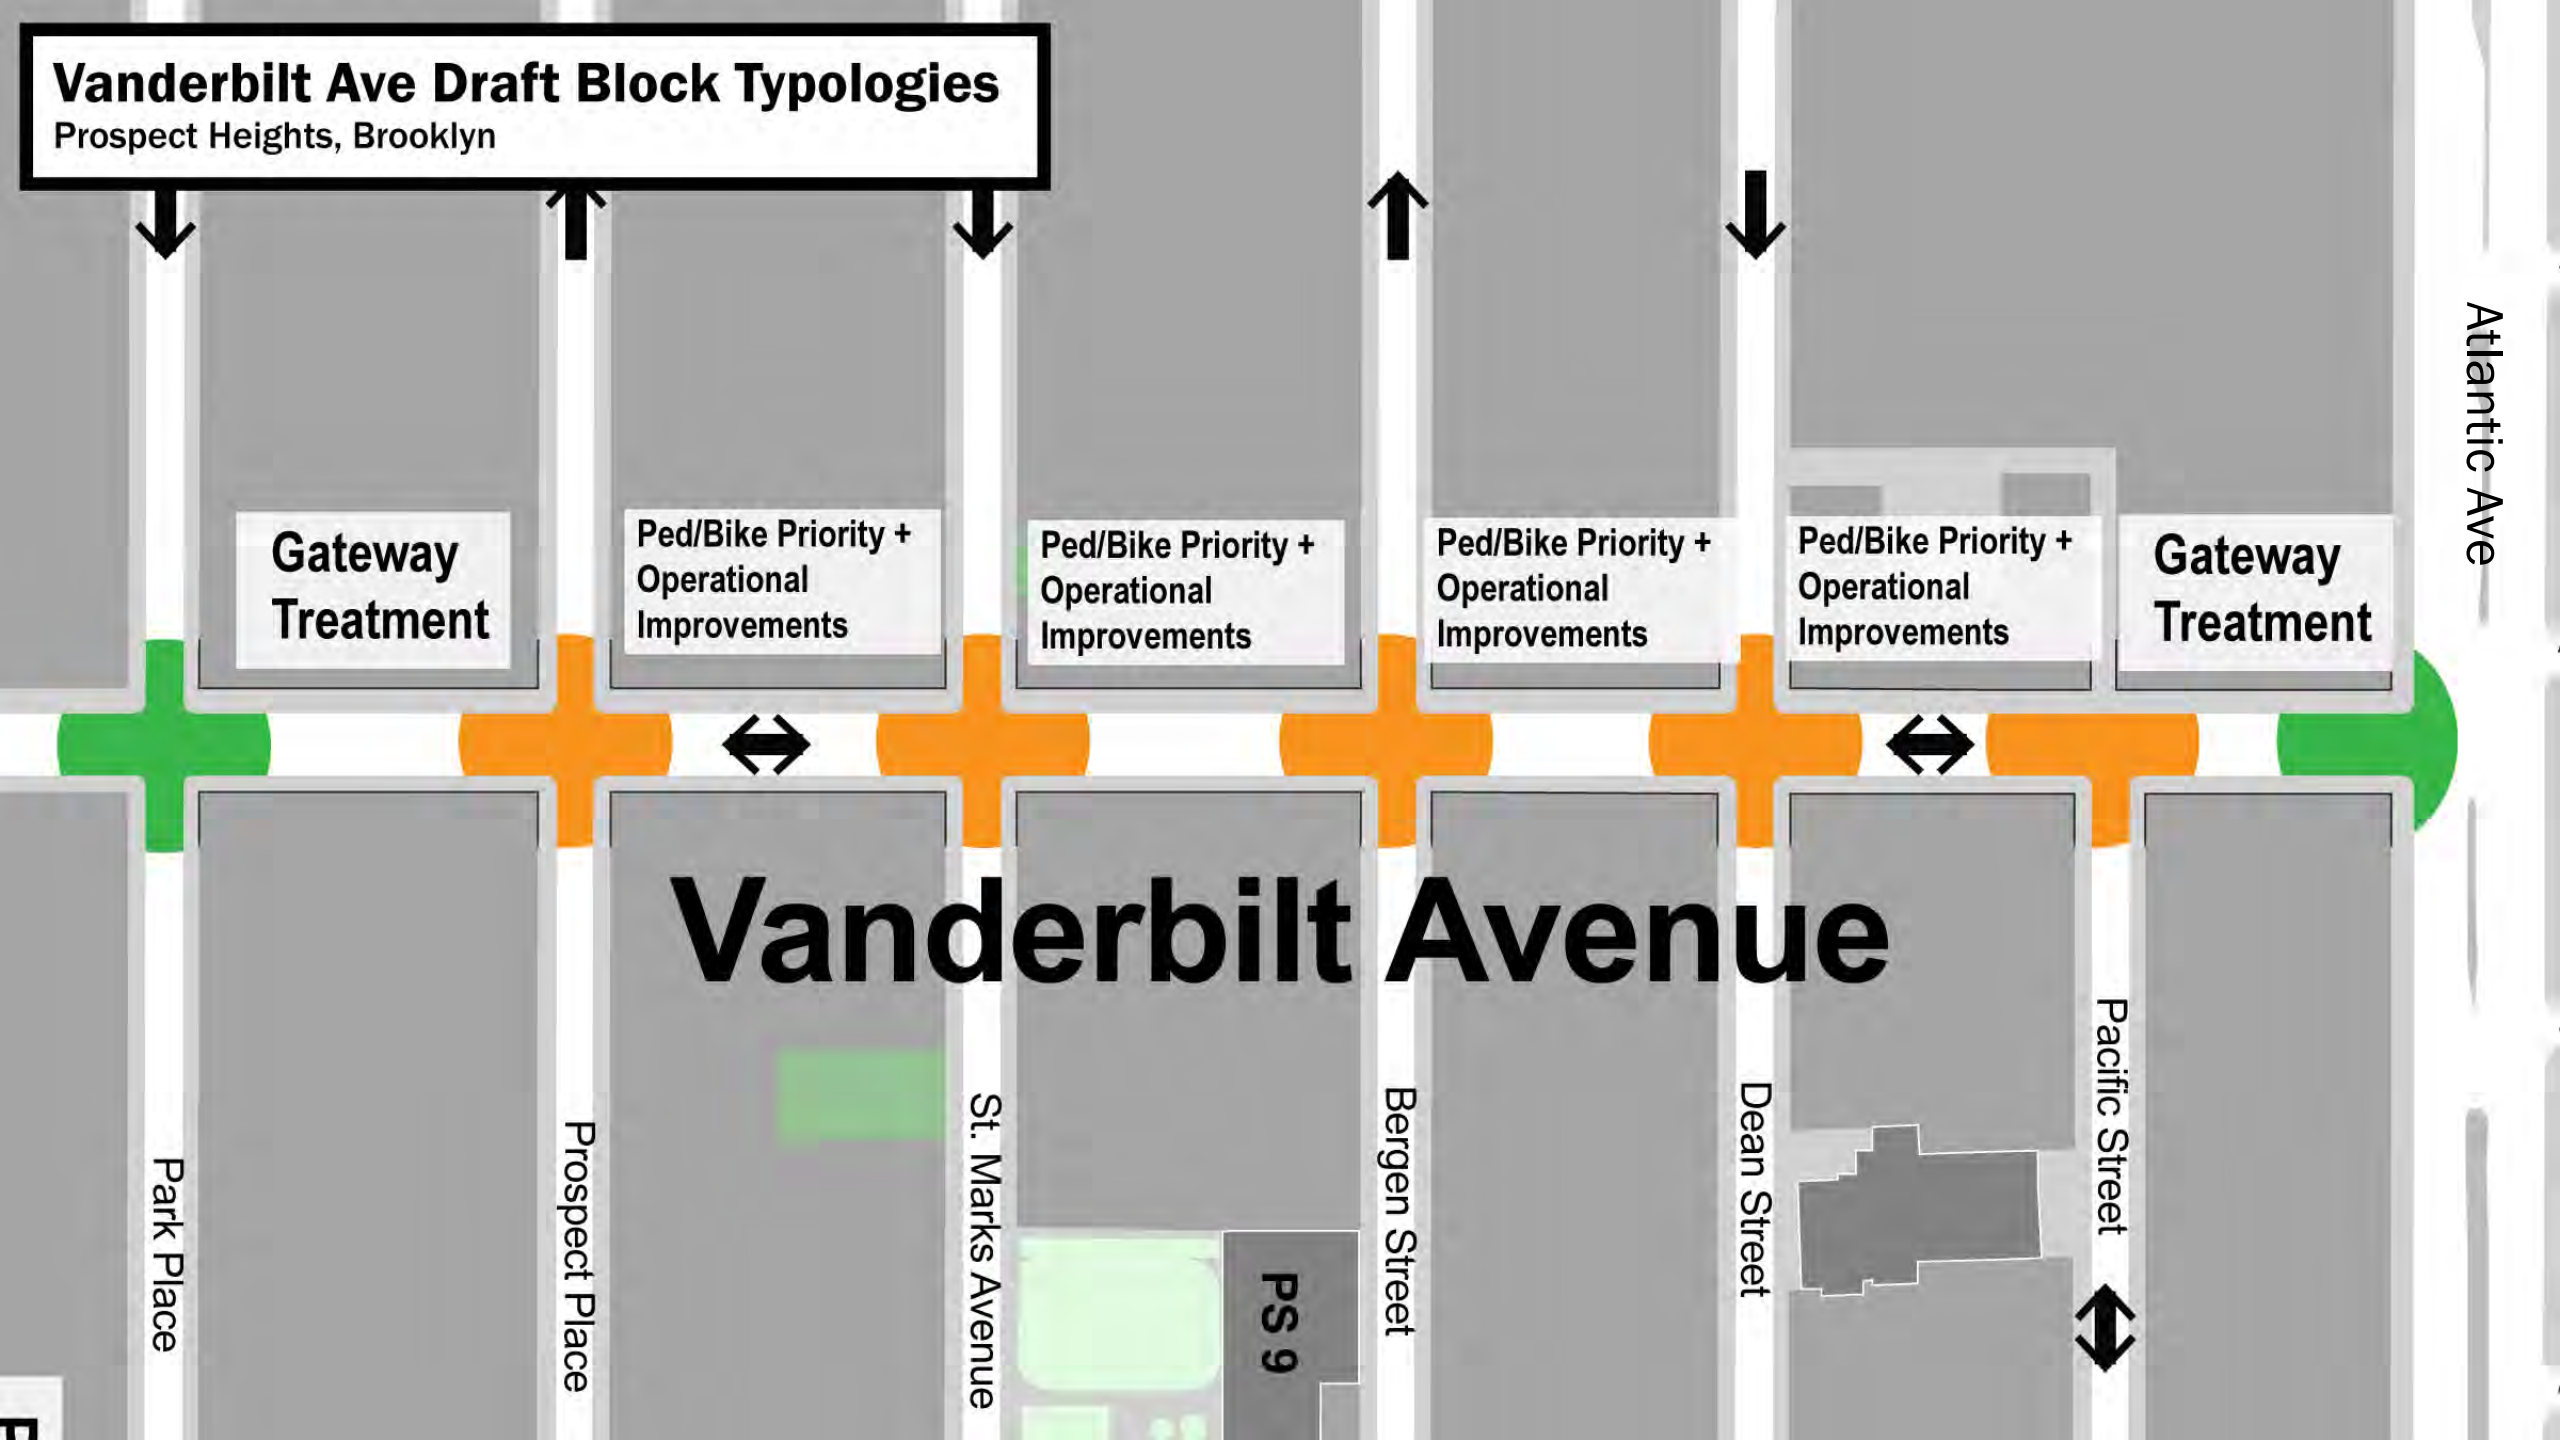 Vanderbilt Ave Draft Block Typologies
Prospect Heights, Brooklyn
Atlantic Ave
Gateway
Treatment
Ped/Bike Priority +
Operational
Improvements
Ped/Bike Priority +
Operational
Improvements
Ped/Bike Priority +
Operational
Improvements
Ped/Bike Priority +
Operational
Improvements
Gateway
Treatment
Vanderbilt Avenue
Park Place
Prospect Place
St. Marks Avenue
Bergen Street
Dean Street
Pacific Street
PS 9